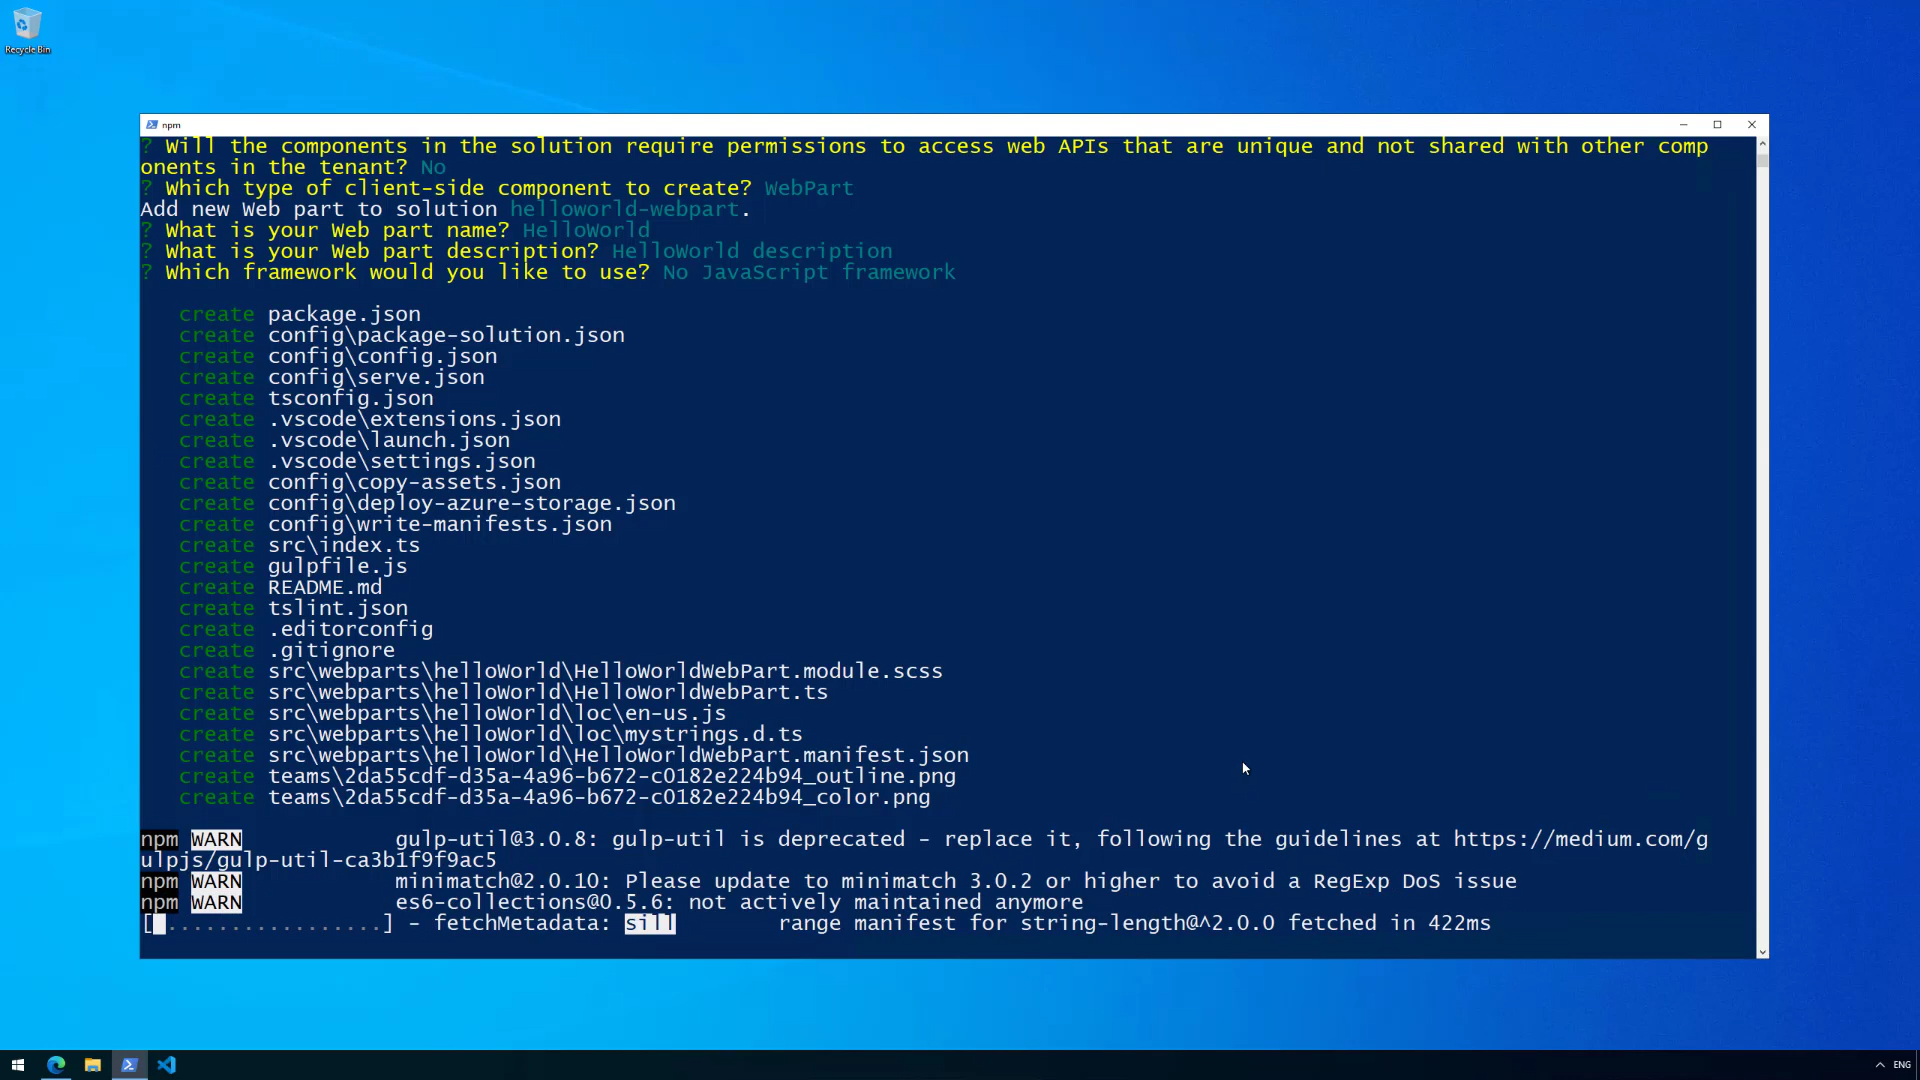 Recycle Bin
npm
? Will the components in the solution require permissions to access web APIs that are unique and not shared with other comp
onents in the tenant? No
? Which type of client-side component to create? WebPart
Add new Web part to solution helloworld-webpart.
? What is your Web part name? HelloWorld
? What is your Web part description? HelloWorld description
? Which framework would you like to use? No JavaScript framework
create package.json
create config\package-solution.json
create config\config.json
create config\serve.json
create tsconfig.json
create .vscode\extensions.json
create .vscode\launch.json
create .vscode\settings.json
create config\copy-assets.json
create config\deploy-azure-storage.json
create config\write-manifests.json
create src\index.ts
create gulpfile.js
create README.md
create tslint.json
create .editorconfig
create .gitignore
create src\webparts\helloWorld\HelloWorldWebPart.module.scss
create src\webparts\helloWorld\HelloWorldWebPart.ts
create src\webparts\helloWorld\loc\en-us.js
create src\webparts\helloWorld\loc\mystrings.d.ts
create src\webparts\helloWorld\HelloWorldWebPart.manifest.json
create teams\2da55cdf-d35a-4a96-b672-c0182e224b94_outline.png
create teams\2da55cdf-d35a-4a96-b672-c0182e224b94_color.png
npm WARN gulp-util@3.0.8: gulp-util is deprecated - replace it, following the guidelines at https://medium.com/g
ulpjs/gulp-util-ca3b1f9f9ac5
npm WARN minimatch@2.0.10: Please update to minimatch 3.0.2 or higher to avoid a RegExp DoS issue
npm WARN es6-collections@0.5.6: not actively maintained anymore
[ .................] - fetchMetadata: sill range manifest for string-length@^2.0.0 fetched in 422ms
ENG